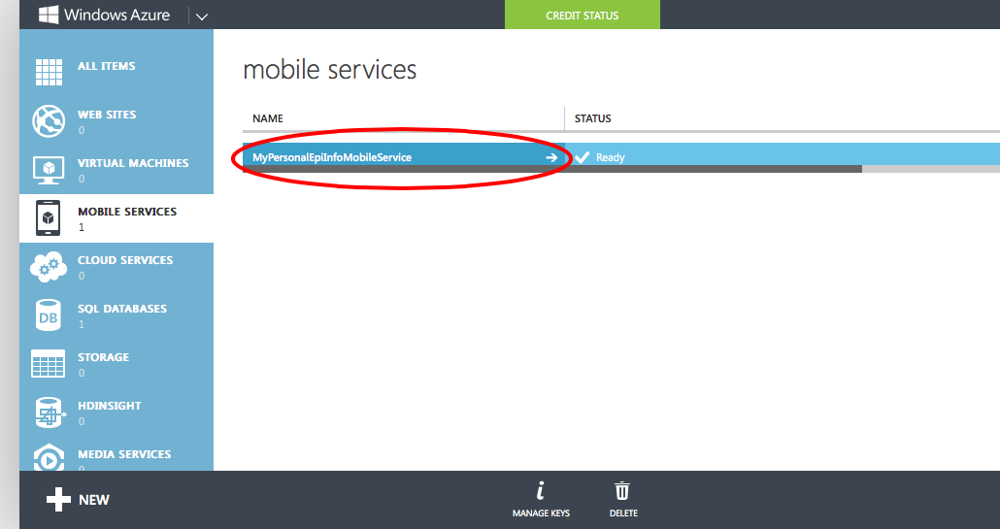 Windows Azure
CREDIT STATUS
ALL ITEMS
WEB SITES
0
VIRTUAL MACHINES
0
MOBILE SERVICES
1
CLOUD SERVICES
0
DB
SQL DATABASES
1
STORAGE
0
HDINSIGHT
0
MEDIA SERVICES
0
mobile services
NAME STATUS
MyPersonalEpiInfoMobileService Ready
NEW
MANAGE KEYS
DELETE